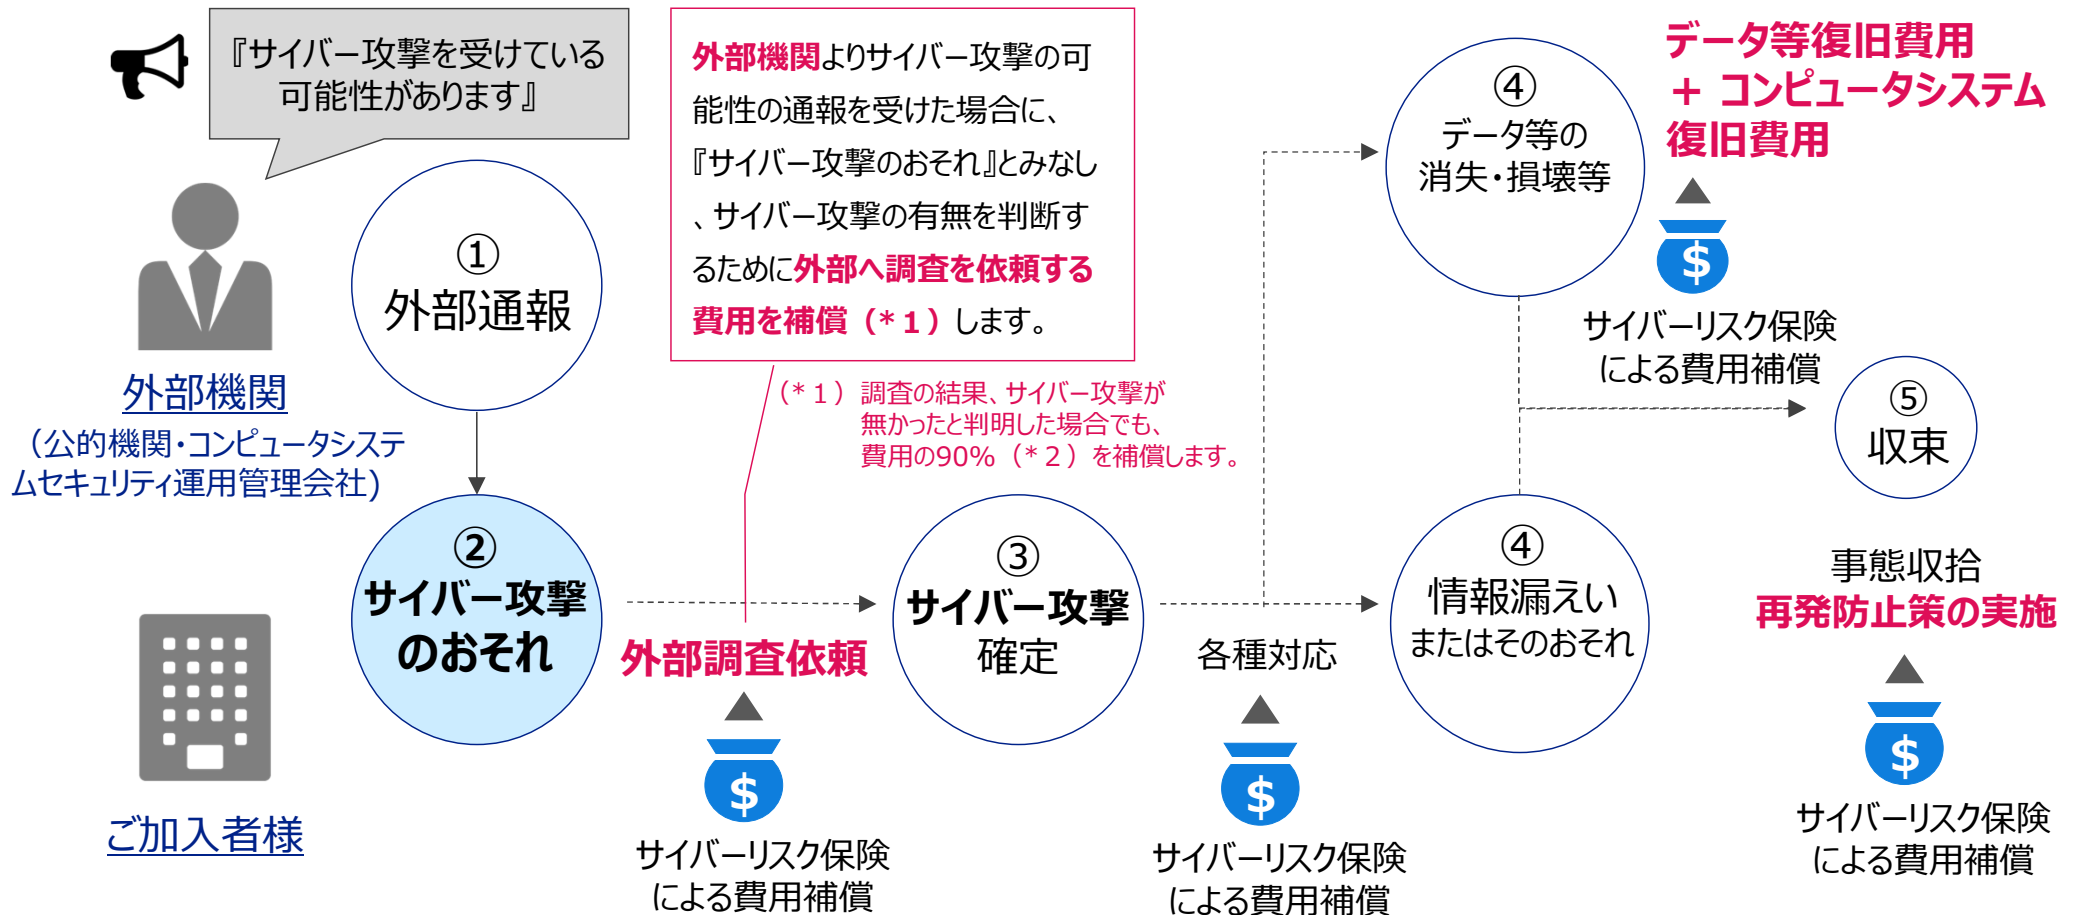 『サイバー攻撃を受けている
可能性があります』
外部機関
（公的機関・コンピュータシステ
ムセキュリティ運用管理会社)
ご加入者様
①
外部通報
②
サイバー攻撃
のおそれ
外部機関よりサイバー攻撃の可
能性の通報を受けた場合に、
『サイバー攻撃のおそれ』とみなし
、サイバー攻撃の有無を判断す
るために外部へ調査を依頼する
費用を補償（*１）します。
（*１）調査の結果、サイバー攻撃が
無かったと判明した場合でも、
費用の90%（*２）を補償します。
外部調査依頼
サイバーリスク保険
による費用補償
③
サイバー攻撃
確定
各種対応
サイバーリスク保険
による費用補償
④
データ等の
消失・損壊等
データ等復旧費用
＋ コンピュータシステム
復旧費用
サイバーリスク保険
による費用補償
④
情報漏えい
またはそのおそれ
⑤
収束
事態収拾
再発防止策の実施
サイバーリスク保険
による費用補償